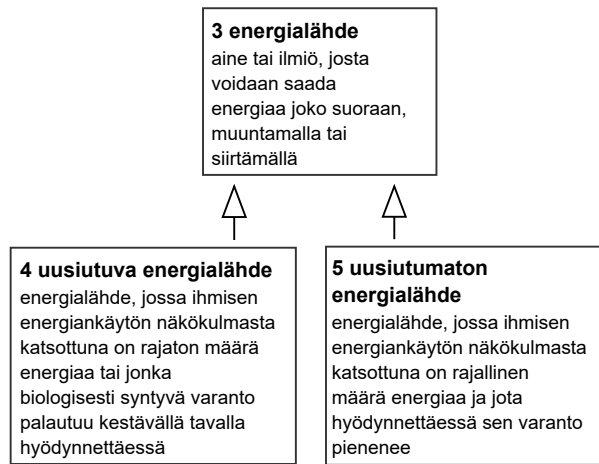 3 energialähde
aine tai ilmiö, josta
voidaan saada
energiaa joko suoraan,
muuntamalla tai
siirtämällä
4 uusiutuva energialähde
energialähde, jossa ihmisen
energiankäytön näkökulmasta
katsottuna on rajaton määrä
energiaa tai jonka
biologisesti syntyvä varanto
palautuu kestävällä tavalla
hyödynnettäessä
5 uusiutumaton
energialähde
energialähde, jossa ihmisen
energiankäytön näkökulmasta
katsottuna on rajallinen
määrä energiaa ja jota
hyödynnettäessä sen varanto
pienenee